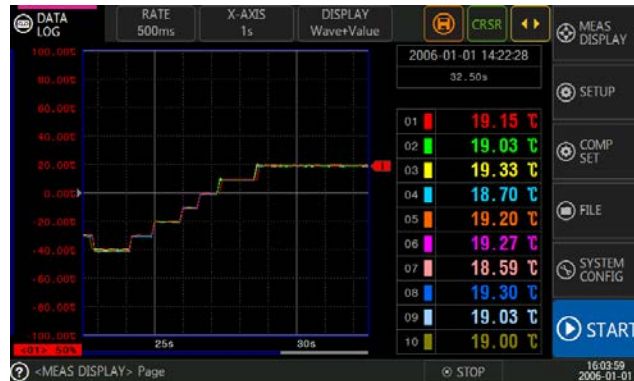 DATA LOG
RATE
500ms
X-AXIS
1s
DISPLAY
Wave+Value
CRSR
MEAS DISPLAY
SETUP
COMP SET
FILE
SYSTEM CONFIG
START
100.00℃
80.00℃
60.00℃
40.00℃
20.00℃
0.00℃
-20.00℃
-40.00℃
-60.00℃
-80.00℃
-100.00℃
<01> 50%
25s
30s
1
2006-01-01 14:22:28
32.50s
01 19.15 ℃
02 19.03 ℃
03 19.33 ℃
04 18.70 ℃
05 19.20 ℃
06 19.27 ℃
07 18.59 ℃
08 19.30 ℃
09 19.03 ℃
10 19.00 ℃
? <MEAS DISPLAY> Page
STOP
16:03:59
2006-01-01